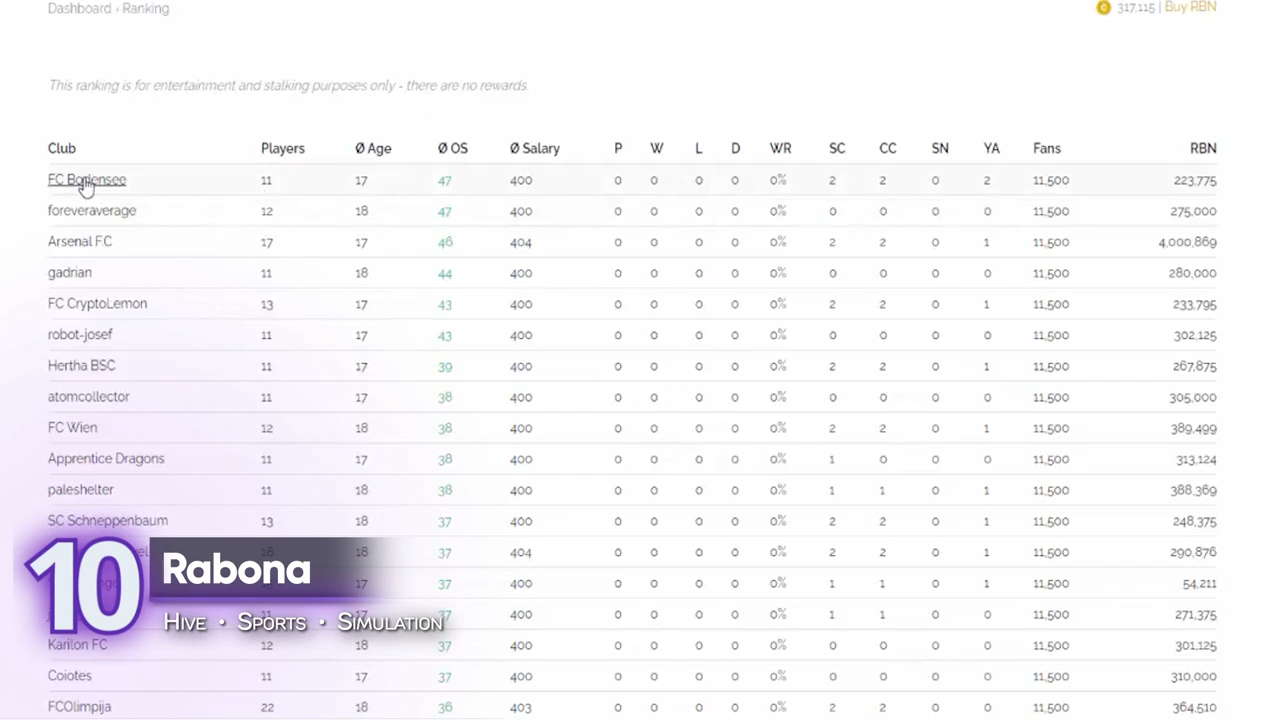 Dashboard › Ranking
317,115 | Buy RBN
This ranking is for entertainment and stalking purposes only - there are no rewards.
Club Players Ø Age Ø OS Ø Salary P W L D WR SC CC SN YA Fans RBN
FC Bodensee 11 17 47 400 0 0 0 0 0% 2 2 0 2 11,500 223,775
foreveraverage 12 18 47 400 0 0 0 0 0% 0 0 0 0 11,500 275,000
Arsenal F.C 17 17 46 404 0 0 0 0 0% 2 2 0 1 11,500 4,000,869
gadrian 11 18 44 400 0 0 0 0 0% 0 0 0 0 11,500 280,000
FC CryptoLemon 13 17 43 400 0 0 0 0 0% 2 2 0 1 11,500 233,795
robot-josef 11 17 43 400 0 0 0 0 0% 0 0 0 0 11,500 302,125
Hertha BSC 11 17 39 400 0 0 0 0 0% 2 2 0 1 11,500 267,875
atomcollector 11 17 38 400 0 0 0 0 0% 0 0 0 0 11,500 305,000
FC Wien 12 18 38 400 0 0 0 0 0% 2 2 0 1 11,500 389,499
Apprentice Dragons 11 17 38 400 0 0 0 0 0% 1 0 0 0 11,500 313,124
paleshelter 11 18 38 400 0 0 0 0 0% 1 1 0 1 11,500 388,369
SC Schneppenbaum 13 18 37 400 0 0 0 0 0% 2 2 0 1 11,500 248,375
18 18 37 404 0 0 0 0 0% 2 2 0 1 11,500 290,876
17 37 400 0 0 0 0 0% 1 1 0 1 11,500 54,211
11 18 37 400 0 0 0 0 0% 1 1 0 0 11,500 271,375
Karilon FC 12 18 37 400 0 0 0 0 0% 0 0 0 0 11,500 301,125
Coiotes 11 17 37 400 0 0 0 0 0% 0 0 0 0 11,500 310,000
FCOlimpija 22 18 36 403 0 0 0 0 0% 2 2 0 0 11,500 364,510
10 Rabona
Hive • Sports • Simulation